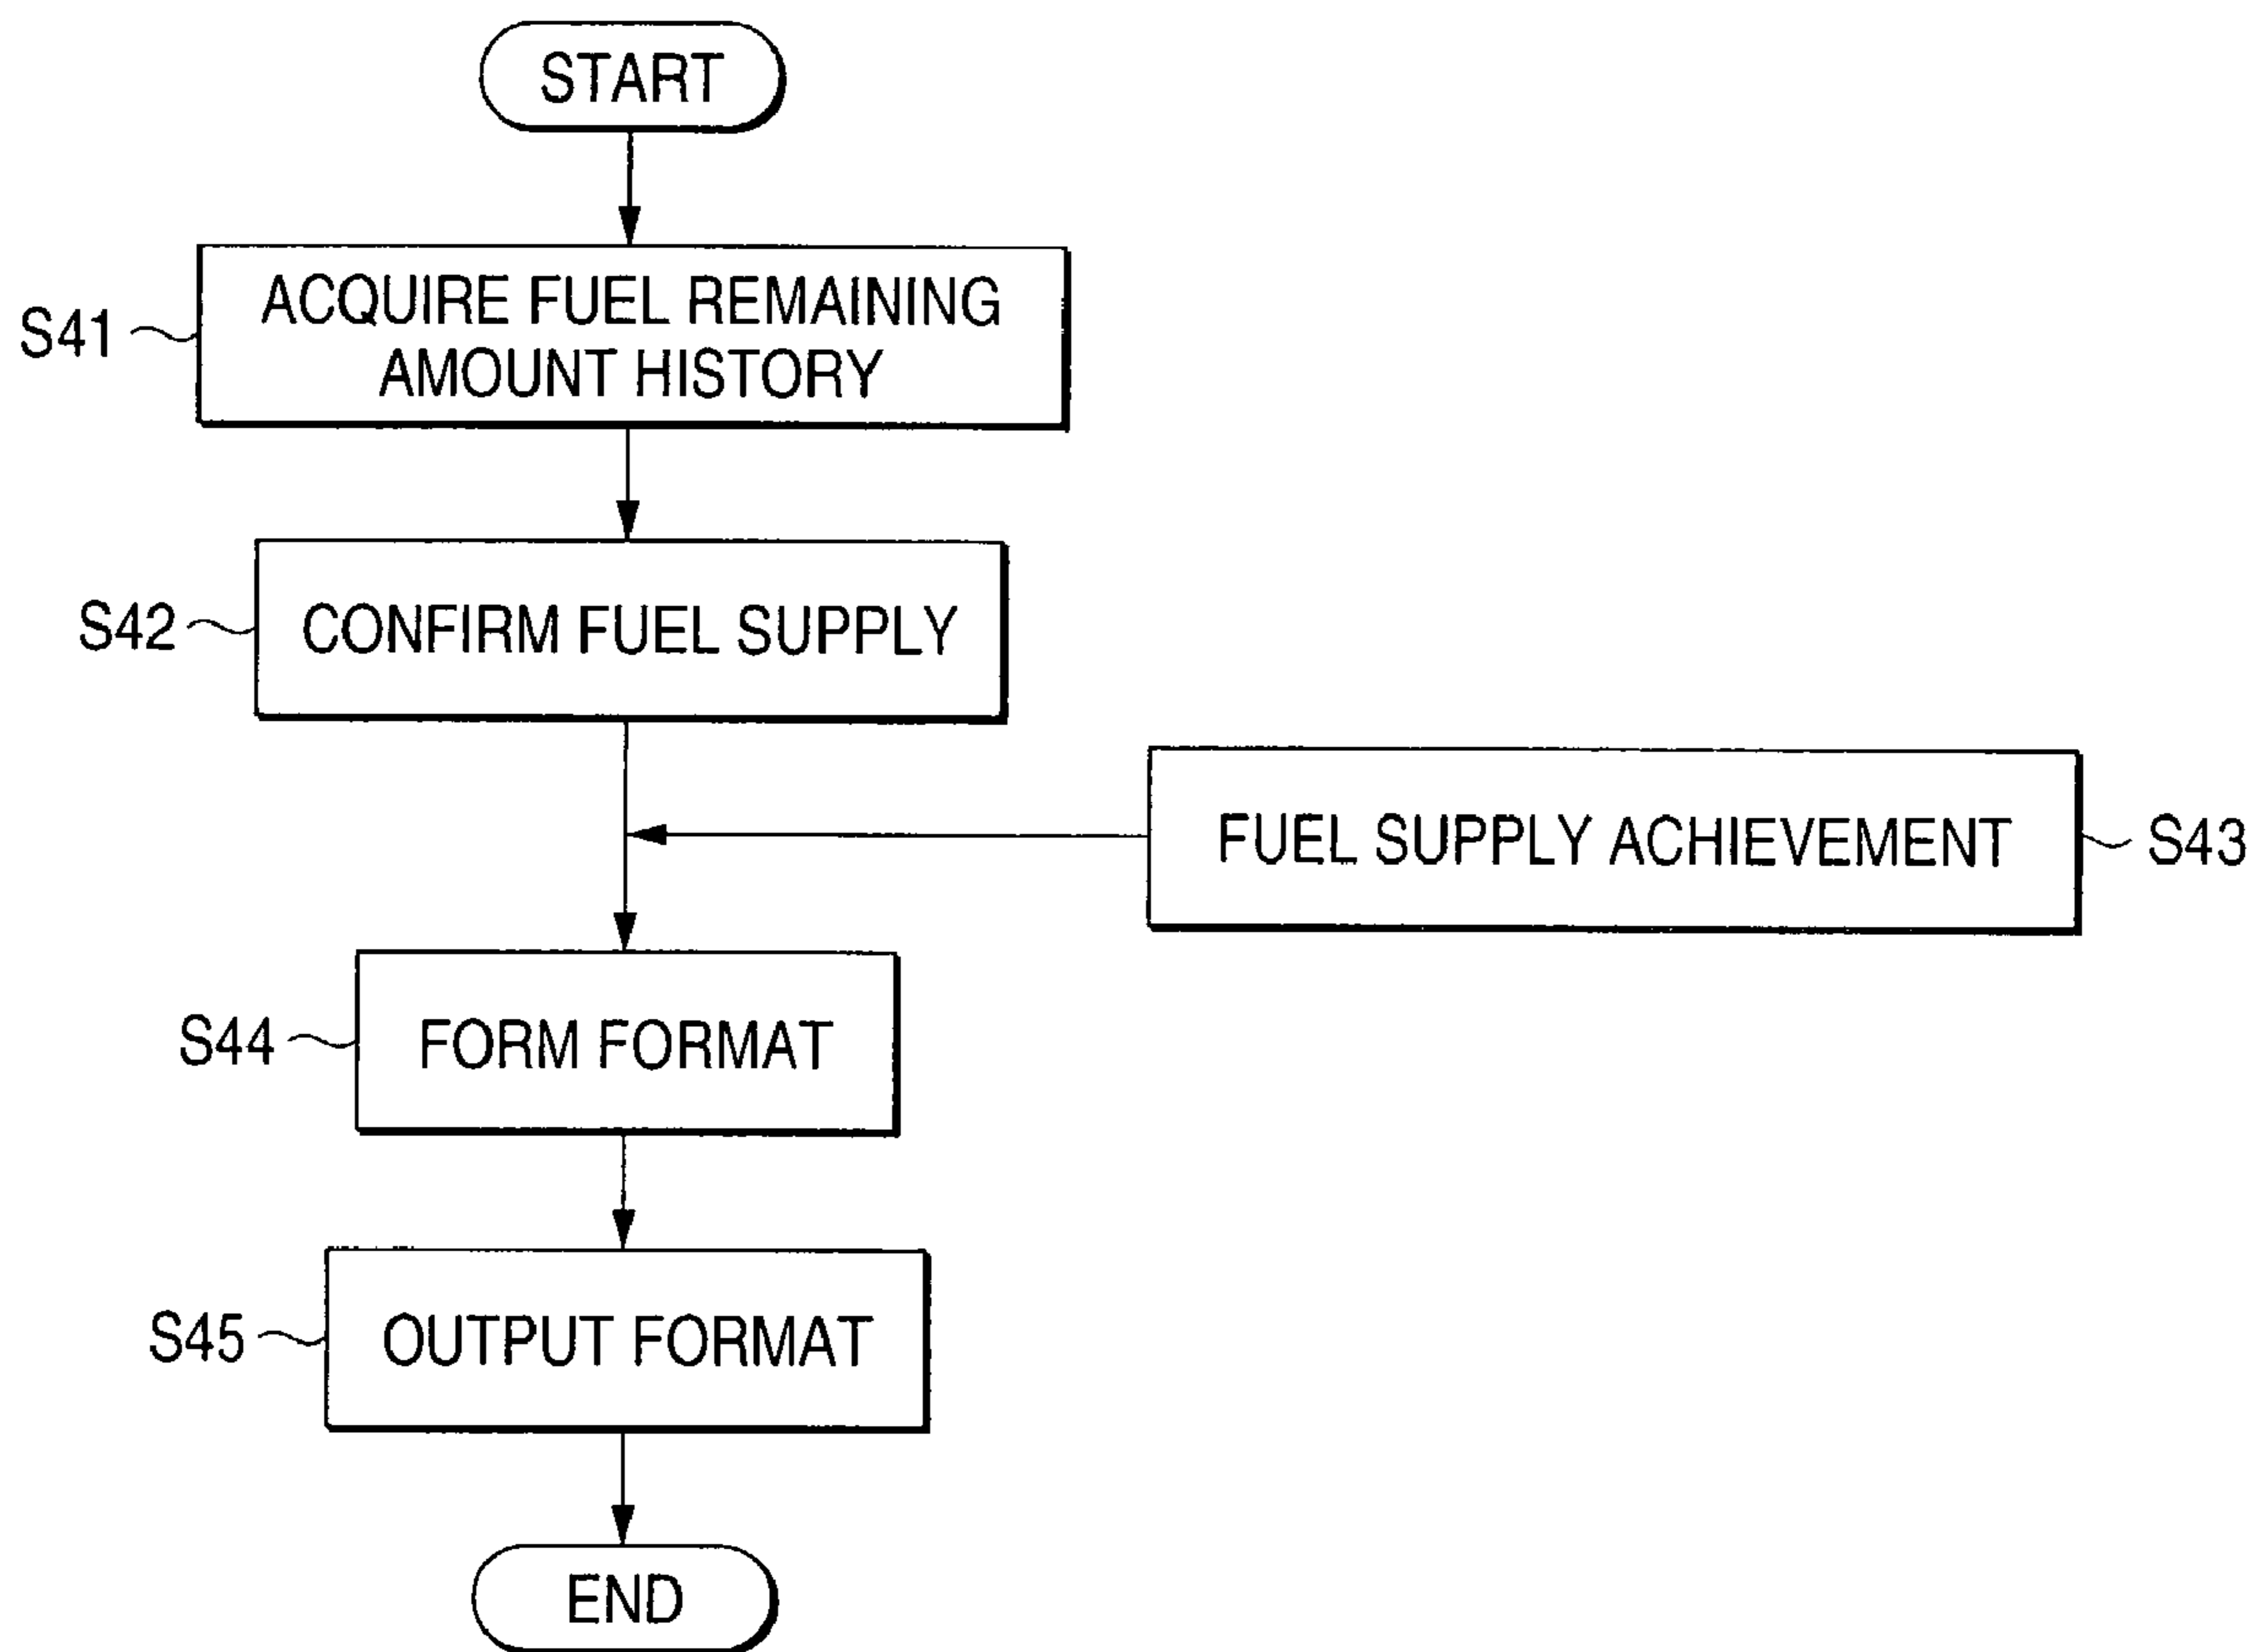 START
S41
ACQUIRE FUEL REMAINING
AMOUNT HISTORY
S42
CONFIRM FUEL SUPPLY
FUEL SUPPLY ACHIEVEMENT
S43
S44
FORM FORMAT
S45
OUTPUT FORMAT
END